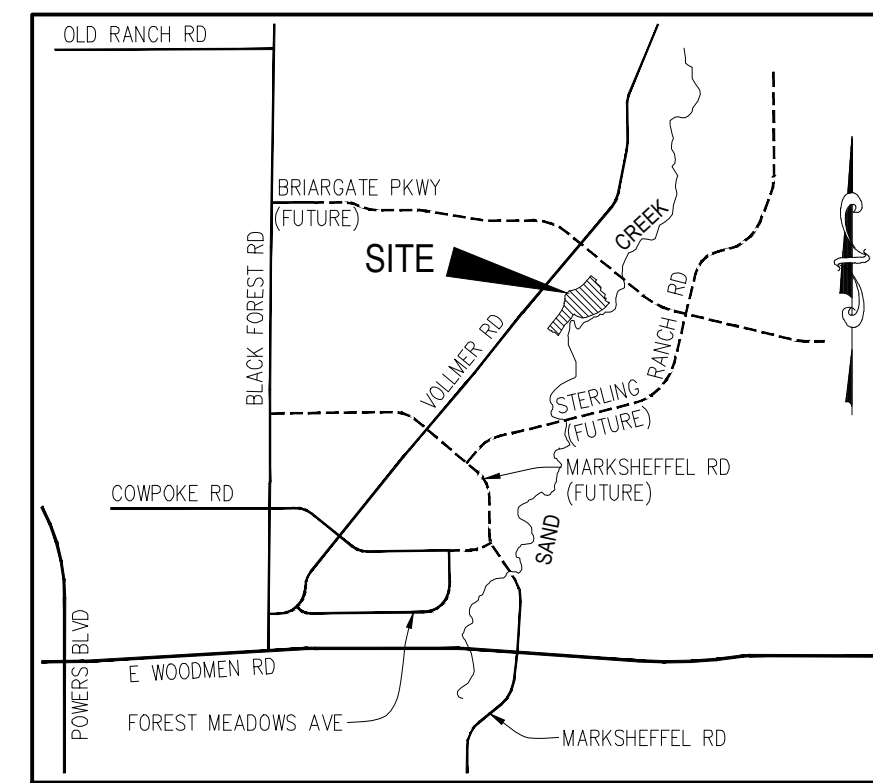 OLD RANCH RD
BRIARGATE PKWY
(FUTURE)
CREEK
SITE
BLACK FOREST RD
VOLLMER RD
RANCH RD
STERLING
(FUTURE)
MARKSHEFFEL RD
(FUTURE)
COWPOKE RD
SAND
POWERS BLVD
E WOODMEN RD
FOREST MEADOWS AVE
MARKSHEFFEL RD